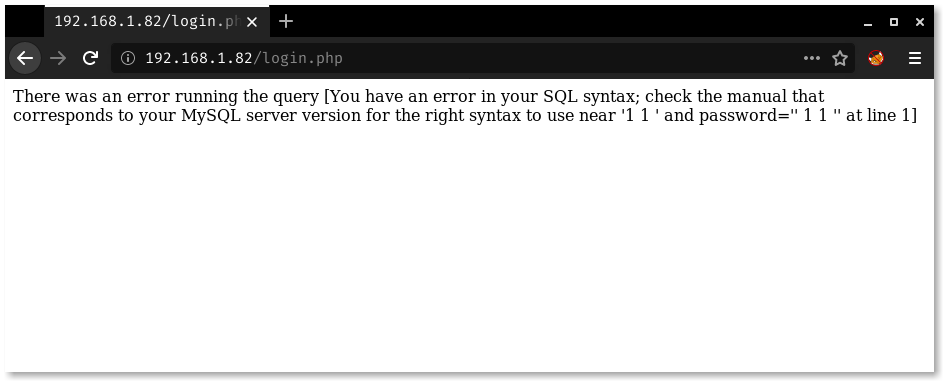 192.168.1.82/login.ph
192.168.1.82/login.php
There was an error running the query [You have an error in your SQL syntax; check the manual that
corresponds to your MySQL server version for the right syntax to use near '1 1 ' and password='' 1 1 '' at line 1]